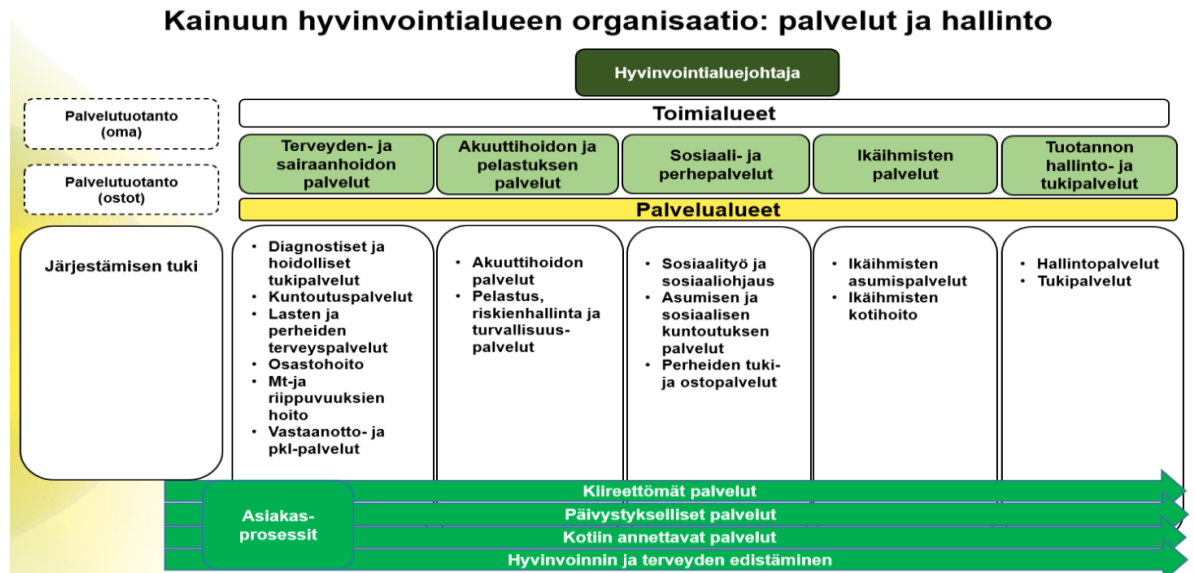 Kainuun hyvinvointialueen organisaatio: palvelut ja hallinto
Hyvinvointialuejohtaja
Palvelutuotanto
(oma)
Palvelutuotanto
(ostot)
Toimialueet
Terveyden- ja
sairaanhoidon
palvelut
Akuuttihoidon ja
pelastuksen
palvelut
Sosiaali- ja
perhepalvelut
Ikäihmisten
palvelut
Tuotannon
hallinto- ja
tukipalvelut
Palvelualueet
Järjestämisen tuki
• Diagnostiset ja
hoidolliset
tukipalvelut
• Kuntoutuspalvelut
• Lasten ja
perheiden
terveyspalvelut
• Osastohoito
• Mt-ja
riippuvuuksien
hoito
• Vastaanotto- ja
pkl-palvelut
• Akuuttihoidon
palvelut
• Pelastus,
riskienhallinta ja
turvallisuus-
palvelut
• Sosiaalityö ja
sosiaaliohjaus
• Asumisen ja
sosiaalisen
kuntoutuksen
palvelut
• Perheiden tuki-
ja ostopalvelut
• Ikäihmisten
asumispalvelut
• Ikäihmisten
kotihoito
• Hallintopalvelut
• Tukipalvelut
Asiakas-
prosessit
Kiireettömät palvelut
Päivystykselliset palvelut
Kotiin annettavat palvelut
Hyvinvoinnin ja terveyden edistäminen